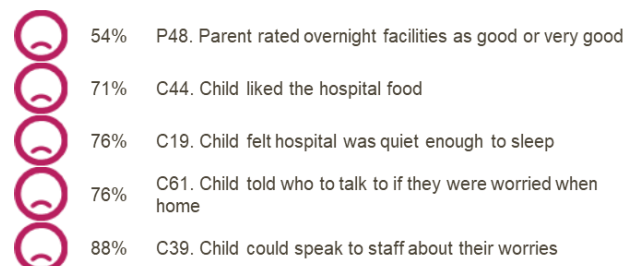 54% P48. Parent rated overnight facilities as good or very good
71% C44. Child liked the hospital food
76% C19. Child felt hospital was quiet enough to sleep
76% C61. Child told who to talk to if they were worried when
home
88% C39. Child could speak to staff about their worries